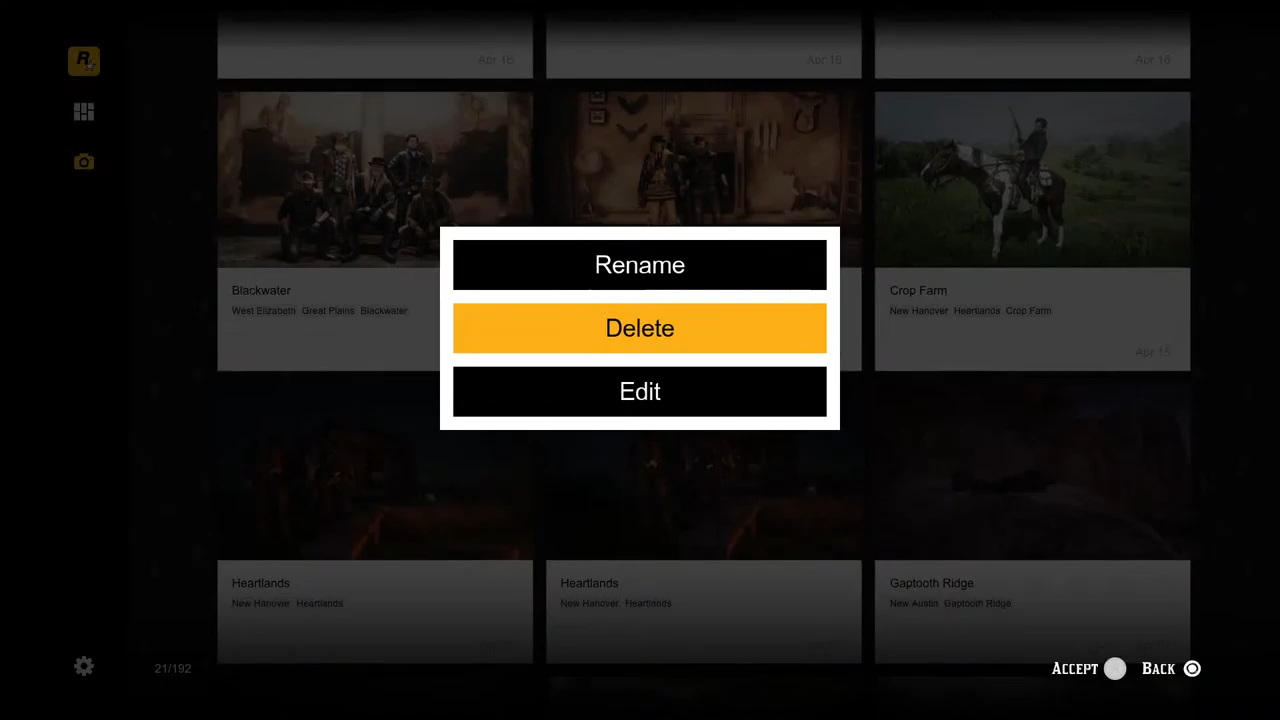 Apr 16
Apr 16
Apr 16
Rename
Delete
Edit
Blackwater
West Elizabeth Great Plains Blackwater
Crop Farm
New Hanover Heartlands Crop Farm
Apr 15
Heartlands
New Hanover Heartlands
Heartlands
New Hanover Heartlands
Gaptooth Ridge
New Austin Gaptooth Ridge
21/192
ACCEPT
BACK